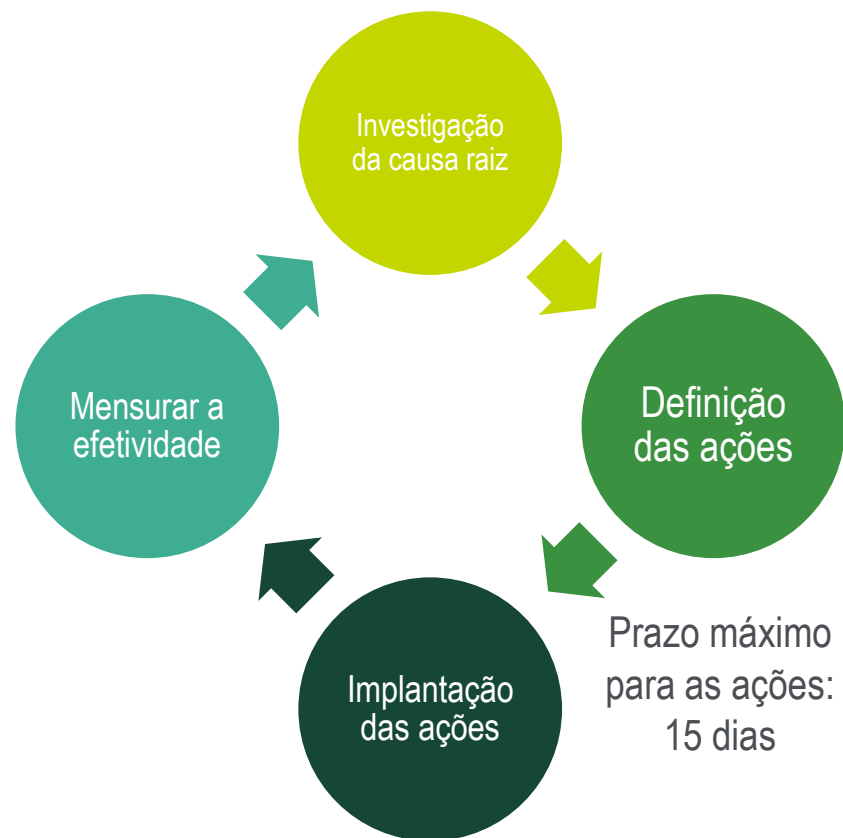 Investigação
da causa raiz
Definição
das ações
Prazo máximo
para as ações:
15 dias
Implantação
das ações
Mensurar a
efetividade